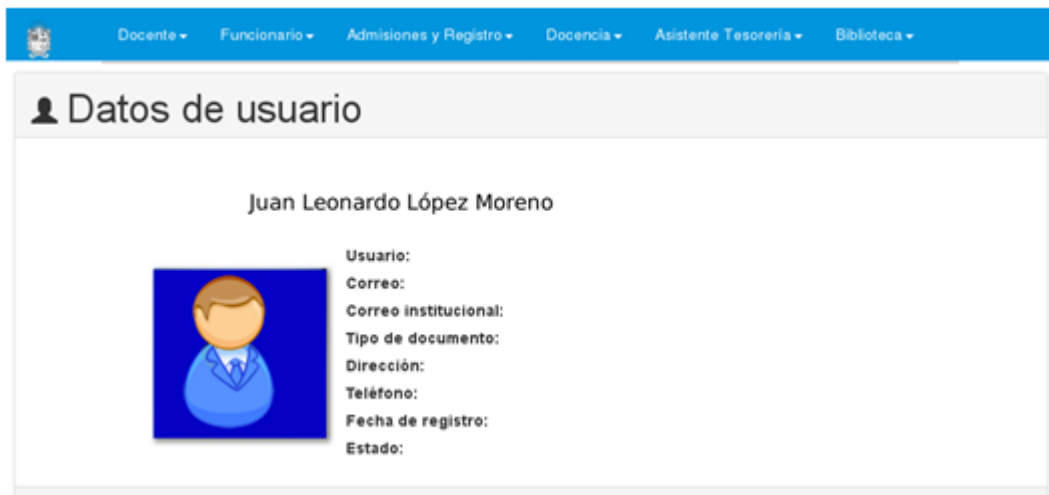 Docente Funcionario Admisiones y Registro Docencia Asistente Tesorería Biblioteca
Datos de usuario
Juan Leonardo López Moreno
Usuario:
Correo:
Correo institucional:
Tipo de documento:
Dirección:
Teléfono:
Fecha de registro:
Estado: